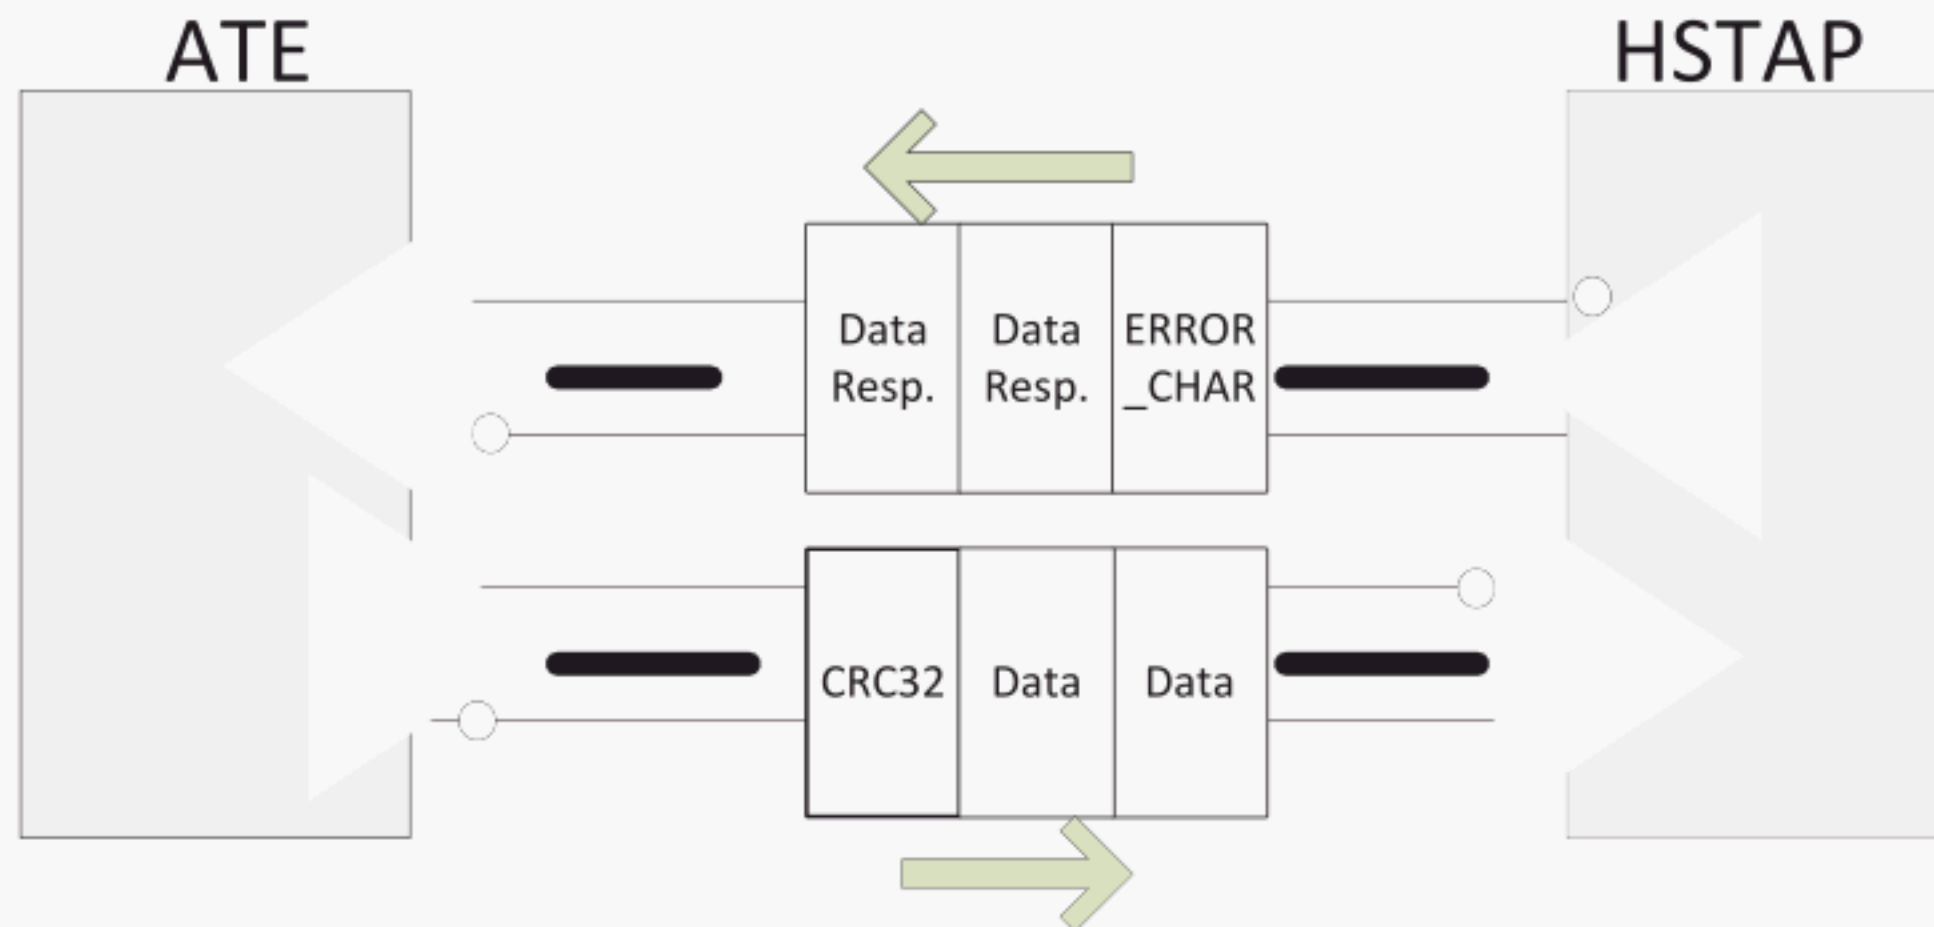 ATE
HSTAP
Data
Resp.
Data
Resp.
ERROR
_CHAR
CRC32
Data
Data